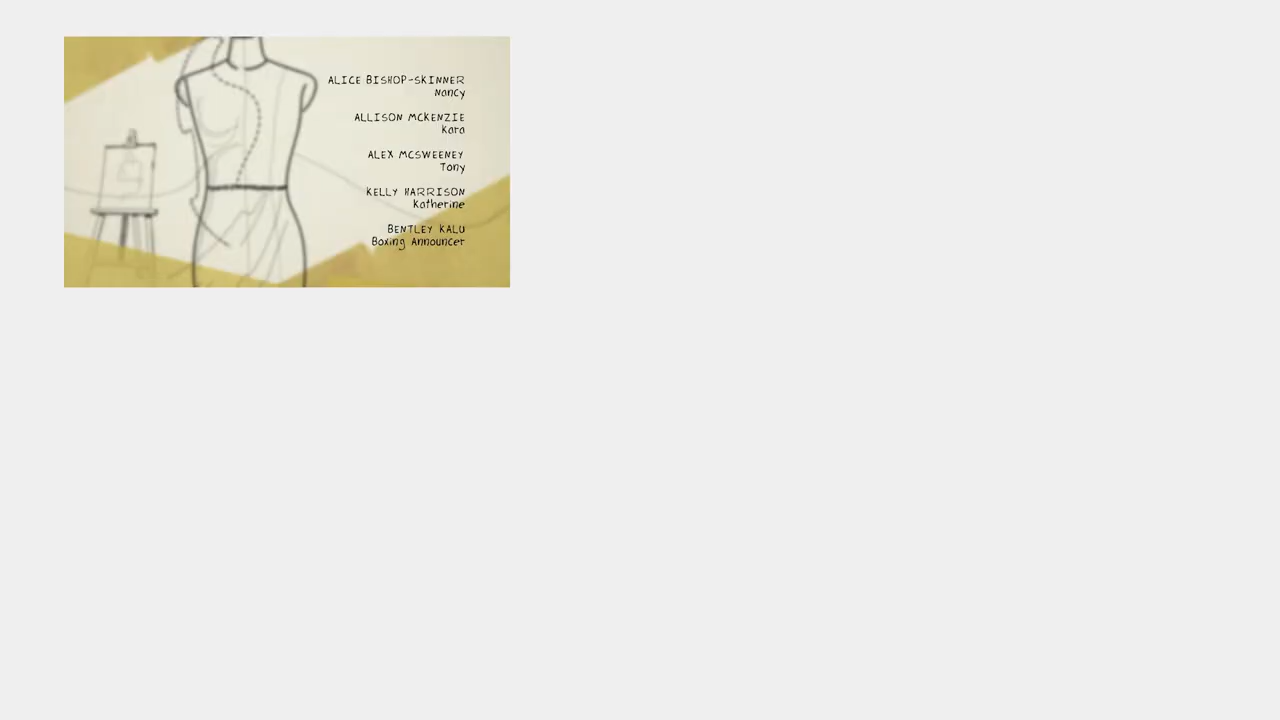 ALICE BISHOP-SKINNER
Nancy
ALLISON MCKENZIE
Kara
ALEX MCSWEENEY
Tony
KELLY HARRISON
Katherine
BENTLEY KALU
Boxing Announcer